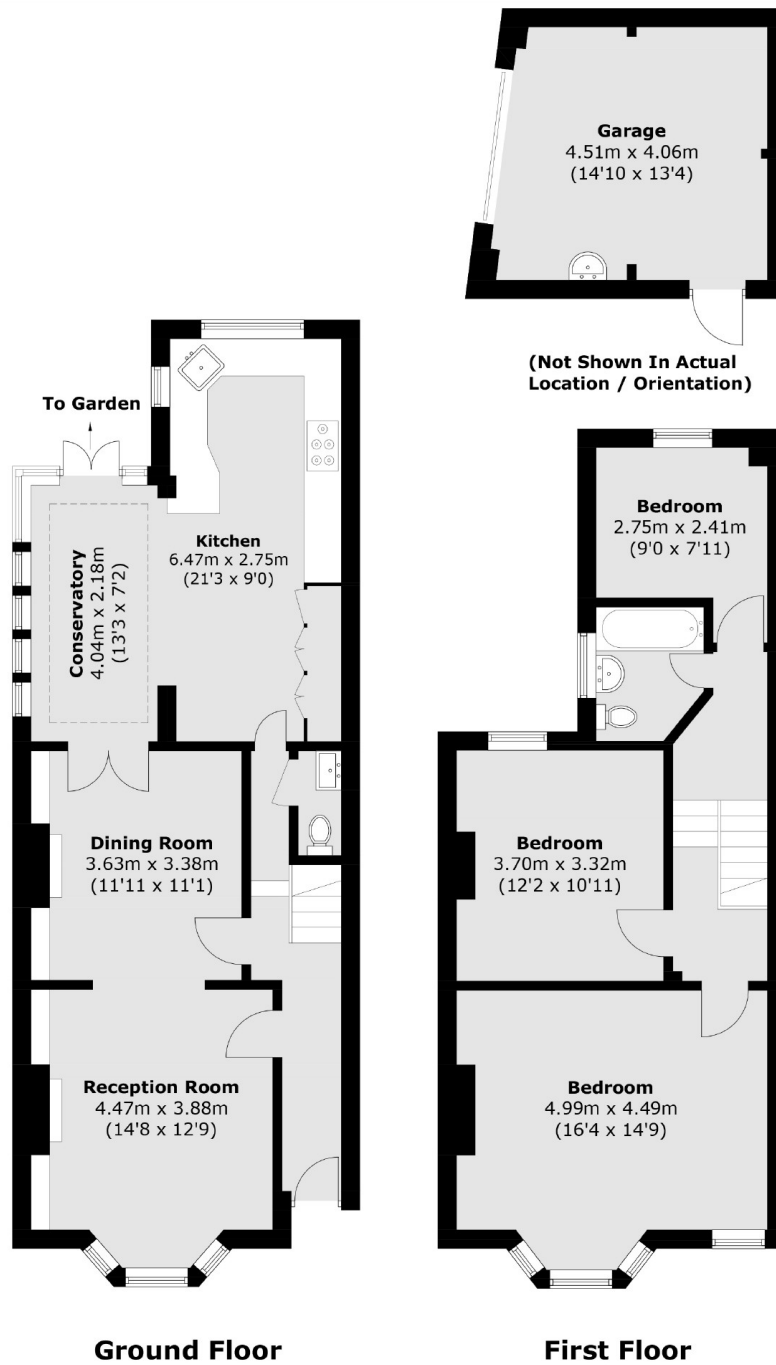 Garage
4.51m x 4.06m
(14'10 x 13'4)
(Not Shown In Actual
Location / Orientation)
To Garden
Conservatory
4.04m x 2.18m
(13'3 x 7'2)
Kitchen
6.47m x 2.75m
(21'3 x 9'0)
Dining Room
3.63m x 3.38m
(11'11 x 11'1)
Reception Room
4.47m x 3.88m
(14'8 x 12'9)
Ground Floor
Bedroom
2.75m x 2.41m
(9'0 x 7'11)
Bedroom
3.70m x 3.32m
(12'2 x 10'11)
Bedroom
4.99m x 4.49m
(16'4 x 14'9)
First Floor